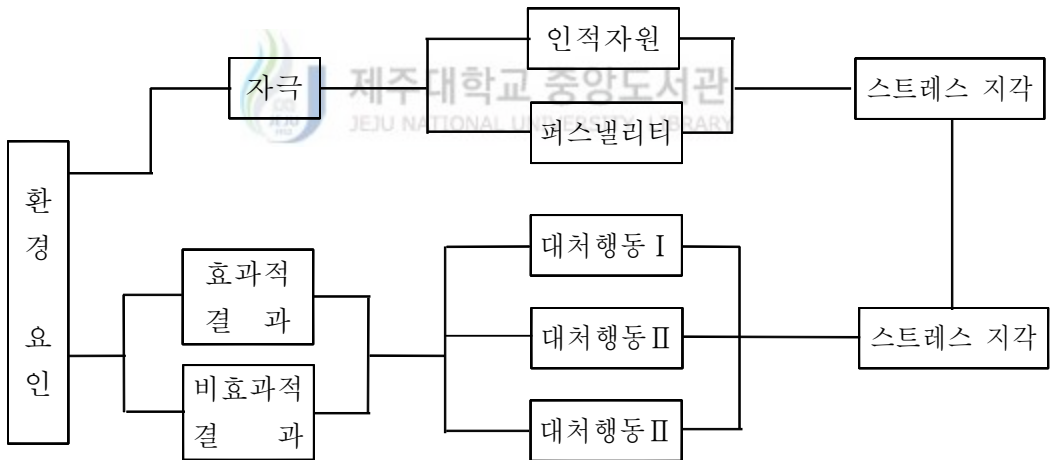 인적자원
자극
스트레스 지각
제주대학교 중앙도서관
JEJU NATIONAL UNIVERSITY LIBRARY
퍼스낼리티
환
경
요
인
대처행동Ⅰ
효과적
결 과
대처행동Ⅱ
스트레스 지각
비효과적
결 과
대처행동Ⅱ